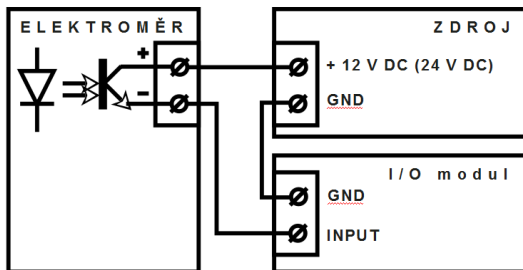 ELEKTROMĚR
+
−
ZDROJ
+ 12 V DC (24 V DC)
GND
I/O modul
GND
INPUT